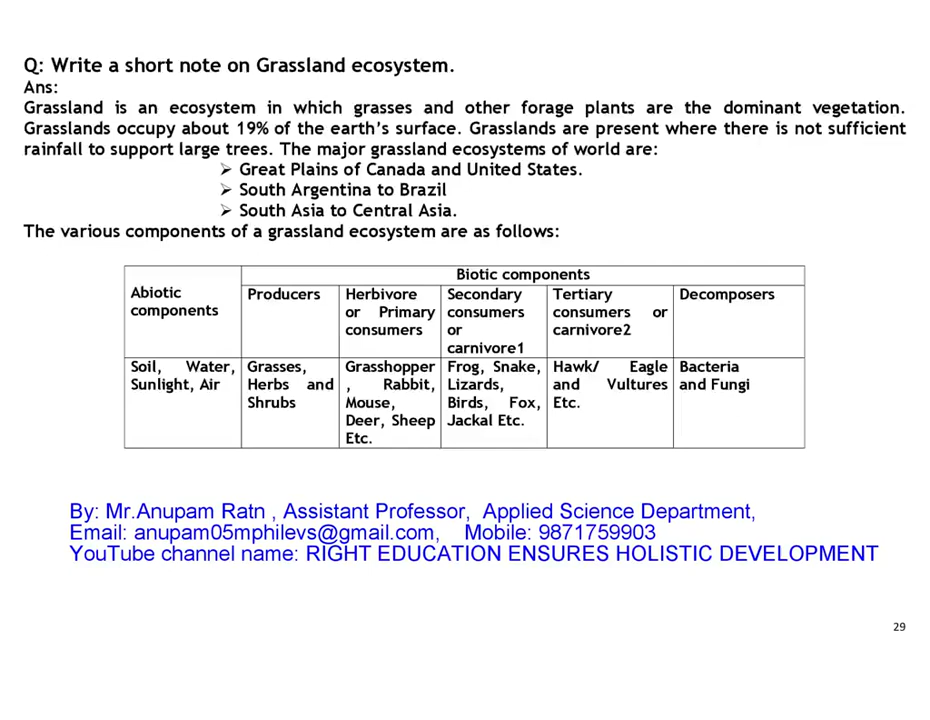 Q: Write a short note on Grassland ecosystem.
Ans:
Grassland is an ecosystem in which grasses and other forage plants are the dominant vegetation.
Grasslands occupy about 19% of the earth's surface. Grasslands are present where there is not sufficient
rainfall to support large trees. The major grassland ecosystems of world are:
➢ Great Plains of Canada and United States.
➢ South Argentina to Brazil
➢ South Asia to Central Asia.
The various components of a grassland ecosystem are as follows:
Abiotic
components
Biotic components
Producers
Herbivore
or Primary
consumers
Secondary
consumers
or
carnivore1
Tertiary
consumers or
carnivore2
Decomposers
Soil, Water,
Sunlight, Air
Grasses,
Herbs and
Shrubs
Grasshopper
, Rabbit,
Mouse,
Deer, Sheep
Etc.
Frog, Snake,
Lizards,
Birds, Fox,
Jackal Etc.
Hawk/ Eagle
and Vultures
Etc.
Bacteria
and Fungi
By: Mr.Anupam Ratn , Assistant Professor, Applied Science Department,
Email: anupam05mphilevs@gmail.com, Mobile: 9871759903
YouTube channel name: RIGHT EDUCATION ENSURES HOLISTIC DEVELOPMENT
29